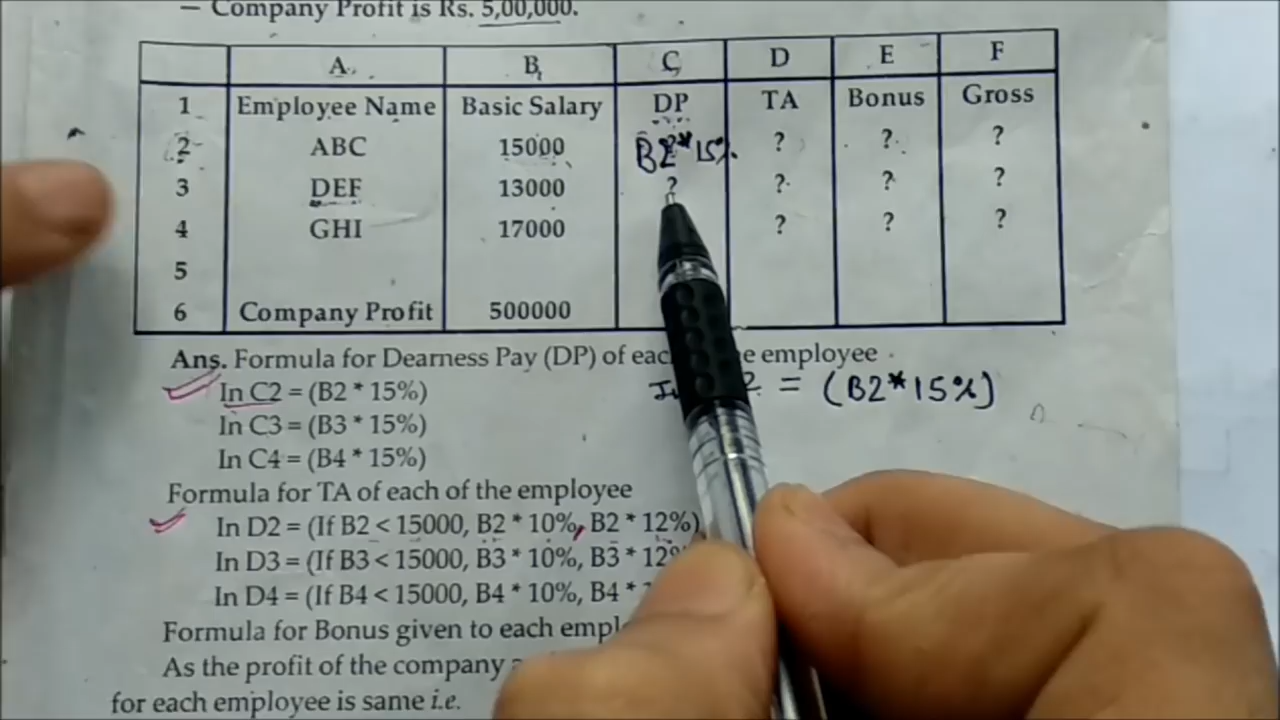 — Company Profit is Rs. 5,00,000.
A B C D E F
1 Employee Name Basic Salary DP TA Bonus Gross
2 ABC 15000 B2*15% ? ? ?
3 DEF 13000 ? ? ? ?
4 GHI 17000 ? ? ?
5
6 Company Profit 500000
Ans. Formula for Dearness Pay (DP) of employee
In C2 = (B2 * 15%) = (B2*15%)
In C3 = (B3 * 15%)
In C4 = (B4 * 15%)
Formula for TA of each of the employee
In D2 = (If B2 < 15000, B2 * 10%, B2 * 12%)
In D3 = (If B3 < 15000, B3 * 10%, B3 * 12%
In D4 = (If B4 < 15000, B4 * 10%, B4 *
Formula for Bonus given to each
As the profit of the company
for each employee is same i.e.